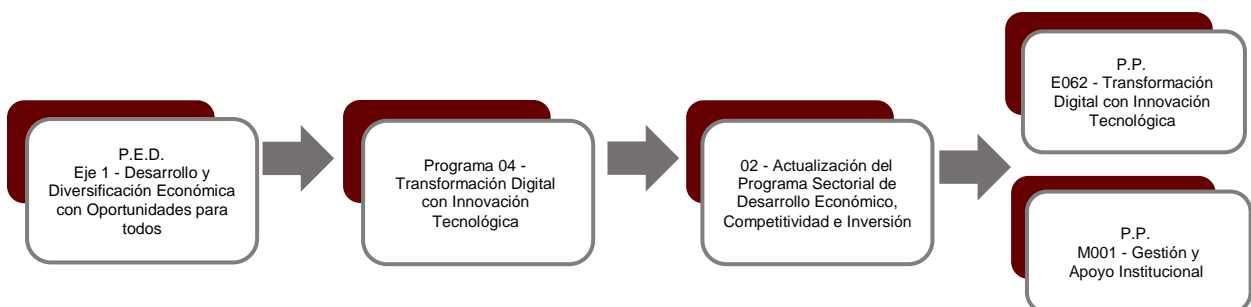 P.E.D.
Eje 1 - Desarrollo y
Diversificación Económica
con Oportunidades para
todos
Programa 04 -
Transformación Digital
con Innovación
Tecnológica
02 - Actualización del
Programa Sectorial de
Desarrollo Económico,
Competitividad e Inversión
P.P.
E062 - Transformación
Digital con Innovación
Tecnológica
P.P.
M001 - Gestión y
Apoyo Institucional